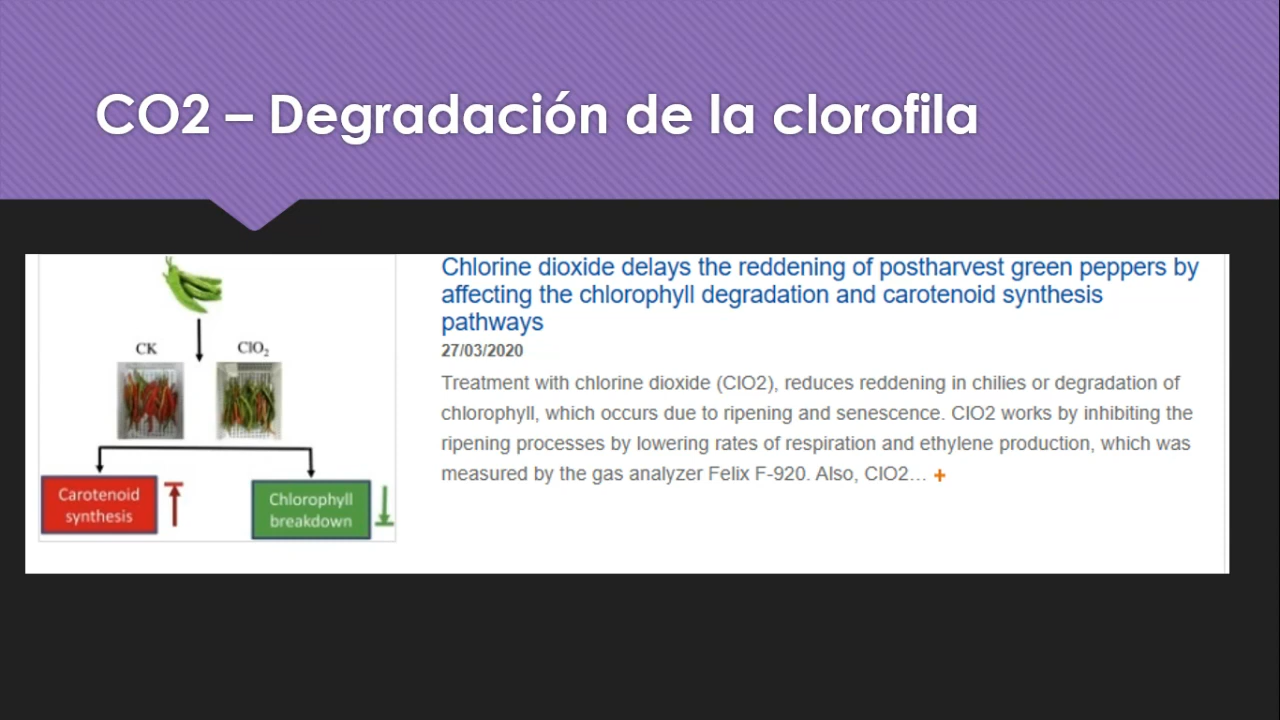 CO2 – Degradación de la clorofila
CK
ClO₂
Carotenoid
synthesis
Chlorophyll
breakdown
Chlorine dioxide delays the reddening of postharvest green peppers by
affecting the chlorophyll degradation and carotenoid synthesis
pathways
27/03/2020
Treatment with chlorine dioxide (ClO2), reduces reddening in chilies or degradation of
chlorophyll, which occurs due to ripening and senescence. ClO2 works by inhibiting the
ripening processes by lowering rates of respiration and ethylene production, which was
measured by the gas analyzer Felix F-920. Also, ClO2... +